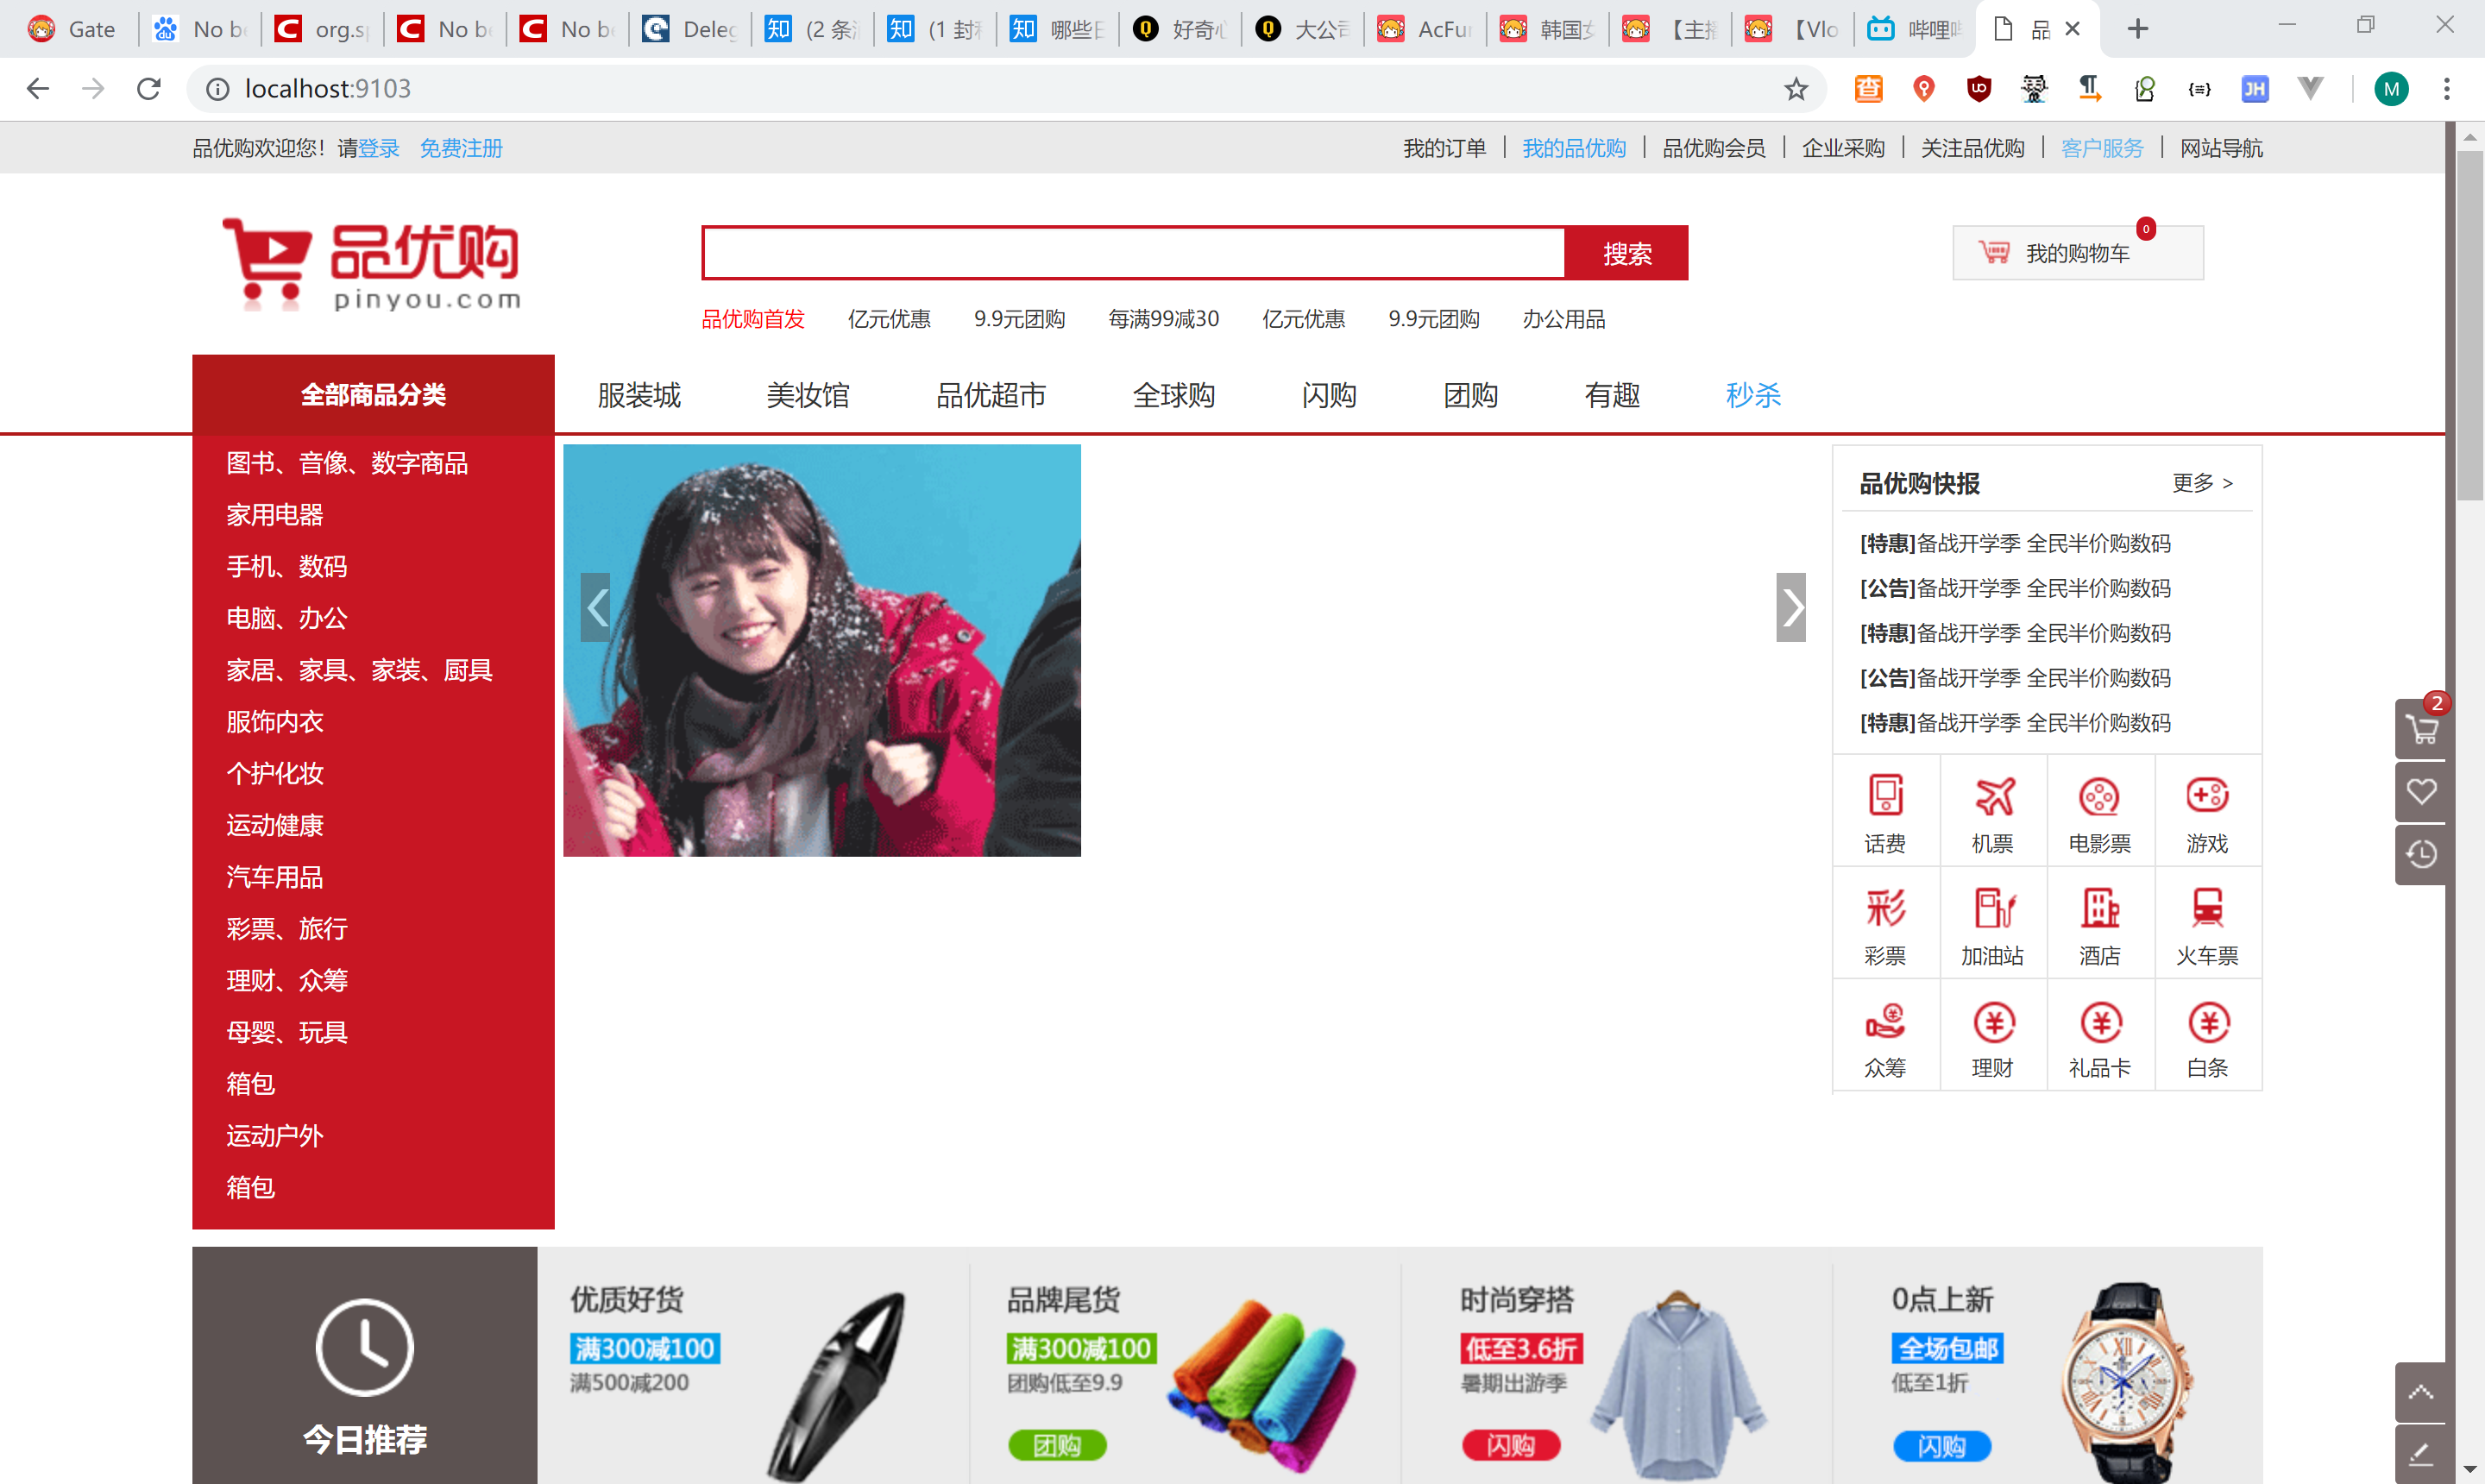 Gate
No b
org.s
No b
No b
Deleg
(2 条
(1 封
哪些
好奇心
大公司
AcFu
韩国女
【主播
【Vlo
哔哩哔
品
localhost:9103
品优购欢迎您！请登录 免费注册
我的订单 我的品优购 品优购会员 企业采购 关注品优购 客户服务 网站导航
品优购
pinyou.com
搜索
我的购物车 0
品优购首发 亿元优惠 9.9元团购 每满99减30 亿元优惠 9.9元团购 办公用品
全部商品分类 服装城 美妆馆 品优超市 全球购 闪购 团购 有趣 秒杀
图书、音像、数字商品
家用电器
手机、数码
电脑、办公
家居、家具、家装、厨具
服饰内衣
个护化妆
运动健康
汽车用品
彩票、旅行
理财、众筹
母婴、玩具
箱包
运动户外
箱包
品优购快报 更多 >
[特惠]备战开学季 全民半价购数码
[公告]备战开学季 全民半价购数码
[特惠]备战开学季 全民半价购数码
[公告]备战开学季 全民半价购数码
[特惠]备战开学季 全民半价购数码
话费 机票 电影票 游戏
彩
彩票 加油站 酒店 火车票
众筹 理财 礼品卡 白条
2
今日推荐
优质好货
满300减100
满500减200
品牌尾货
满300减100
团购低至9.9
团购
时尚穿搭
低至3.6折
暑期出游季
闪购
0点上新
全场包邮
低至1折
闪购